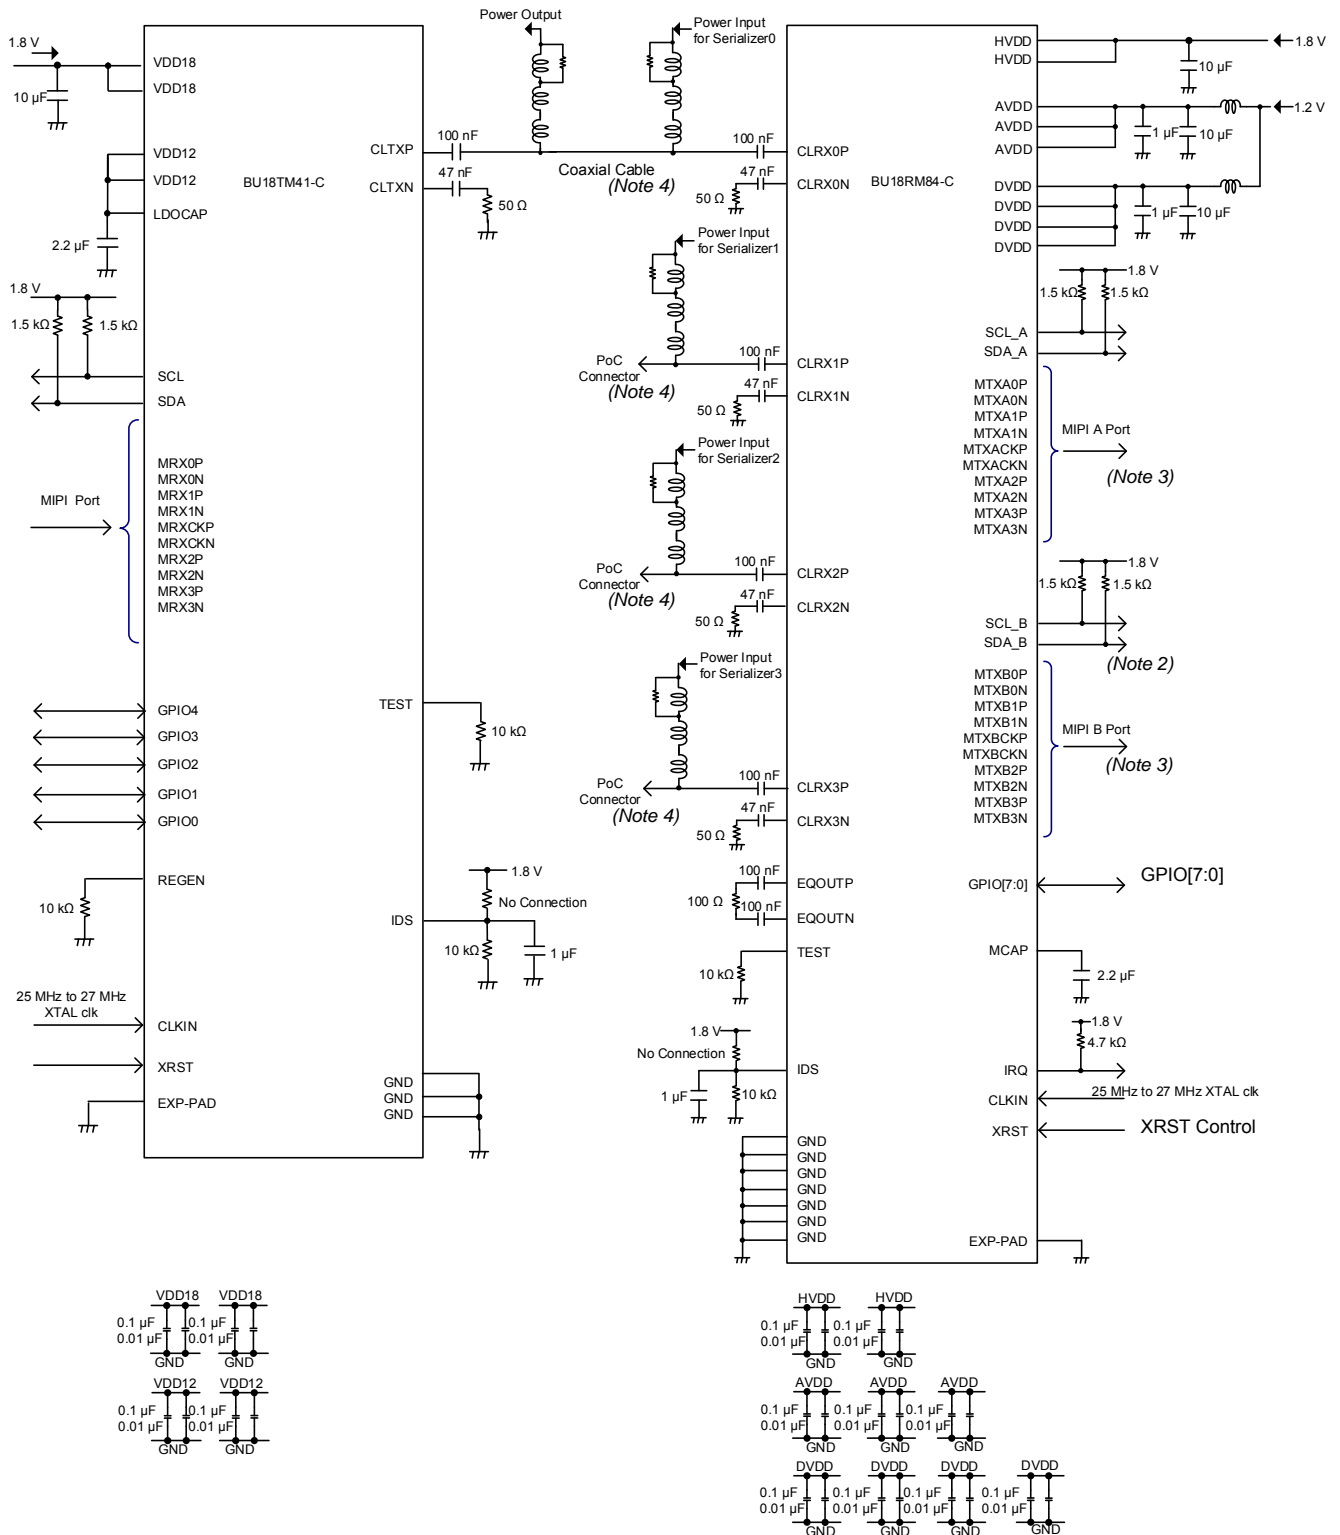 Power Output
Power Input
for Serializer0
1.8 V
VDD18
VDD18
10 µF
VDD12
VDD12
LDOCAP
2.2 µF
BU18TM41-C
CLTXP
100 nF
CLTXN
47 nF
50 Ω
Coaxial Cable
(Note 4)
100 nF
CLRX0P
47 nF
CLRX0N
50 Ω
BU18RM84-C
HVDD
HVDD
1.8 V
10 µF
AVDD
AVDD
AVDD
1.2 V
1 µF
10 µF
DVDD
DVDD
DVDD
DVDD
1 µF
10 µF
1.8 V
1.5 kΩ
1.5 kΩ
SCL
SDA
Power Input
for Serializer1
PoC
Connector
(Note 4)
100 nF
CLRX1P
47 nF
CLRX1N
50 Ω
1.8 V
1.5 kΩ
1.5 kΩ
SCL_A
SDA_A
MTXA0P
MTXA0N
MTXA1P
MTXA1N
MTXACKP
MTXACKN
MTXA2P
MTXA2N
MTXA3P
MTXA3N
MIPI A Port
(Note 3)
MIPI Port
MRX0P
MRX0N
MRX1P
MRX1N
MRXCKP
MRXCKN
MRX2P
MRX2N
MRX3P
MRX3N
Power Input
for Serializer2
PoC
Connector
(Note 4)
100 nF
CLRX2P
47 nF
CLRX2N
50 Ω
1.8 V
1.5 kΩ
1.5 kΩ
SCL_B
SDA_B
(Note 2)
MTXB0P
MTXB0N
MTXB1P
MTXB1N
MTXBCKP
MTXBCKN
MTXB2P
MTXB2N
MTXB3P
MTXB3N
MIPI B Port
(Note 3)
GPIO4
GPIO3
GPIO2
GPIO1
GPIO0
TEST
10 kΩ
Power Input
for Serializer3
PoC
Connector
(Note 4)
100 nF
CLRX3P
47 nF
CLRX3N
50 Ω
REGEN
10 kΩ
1.8 V
No Connection
IDS
10 kΩ
1 µF
100 nF
EQOUTP
100 Ω
100 nF
EQOUTN
TEST
10 kΩ
GPIO[7:0]
GPIO[7:0]
MCAP
2.2 µF
25 MHz to 27 MHz
XTAL clk
CLKIN
XRST
EXP-PAD
GND
GND
GND
1.8 V
No Connection
IDS
1 µF
10 kΩ
1.8 V
4.7 kΩ
IRQ
CLKIN
25 MHz to 27 MHz XTAL clk
XRST
XRST Control
GND
GND
GND
GND
GND
GND
GND
EXP-PAD
VDD18
VDD18
0.1 µF
0.1 µF
0.01 µF
0.01 µF
GND
GND
VDD12
VDD12
0.1 µF
0.1 µF
0.01 µF
0.01 µF
GND
GND
HVDD
HVDD
0.1 µF
0.1 µF
0.01 µF
0.01 µF
GND
GND
AVDD
AVDD
AVDD
0.1 µF
0.1 µF
0.1 µF
0.01 µF
0.01 µF
0.01 µF
GND
GND
GND
DVDD
DVDD
DVDD
DVDD
0.1 µF
0.1 µF
0.1 µF
0.1 µF
0.01 µF
0.01 µF
0.01 µF
0.01 µF
GND
GND
GND
GND